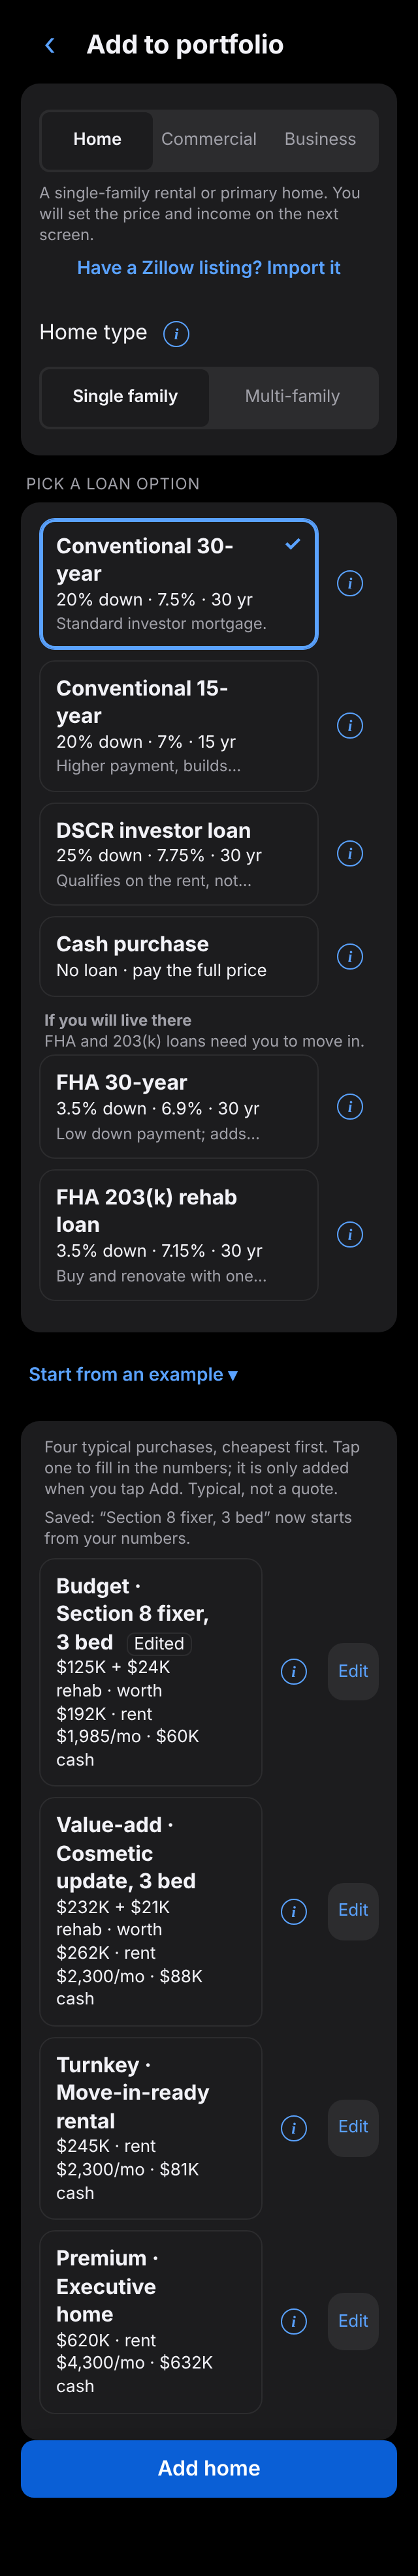 Add to portfolio
Home Commercial Business
A single-family rental or primary home. You
will set the price and income on the next
screen.
Have a Zillow listing? Import it
Home type i
Single family Multi-family
PICK A LOAN OPTION
Conventional 30-
year
20% down · 7.5% · 30 yr
Standard investor mortgage.
i
Conventional 15-
year
20% down · 7% · 15 yr
Higher payment, builds...
i
DSCR investor loan
25% down · 7.75% · 30 yr
Qualifies on the rent, not...
i
Cash purchase
No loan · pay the full price
i
If you will live there
FHA and 203(k) loans need you to move in.
FHA 30-year
3.5% down · 6.9% · 30 yr
Low down payment; adds...
i
FHA 203(k) rehab
loan
3.5% down · 7.15% · 30 yr
Buy and renovate with one...
i
Start from an example ▾
Four typical purchases, cheapest first. Tap
one to fill in the numbers; it is only added
when you tap Add. Typical, not a quote.
Saved: “Section 8 fixer, 3 bed” now starts
from your numbers.
Budget ·
Section 8 fixer,
3 bed Edited
$125K + $24K
rehab · worth
$192K · rent
$1,985/mo · $60K
cash
i
Edit
Value-add ·
Cosmetic
update, 3 bed
$232K + $21K
rehab · worth
$262K · rent
$2,300/mo · $88K
cash
i
Edit
Turnkey ·
Move-in-ready
rental
$245K · rent
$2,300/mo · $81K
cash
i
Edit
Premium ·
Executive
home
$620K · rent
$4,300/mo · $632K
cash
i
Edit
Add home